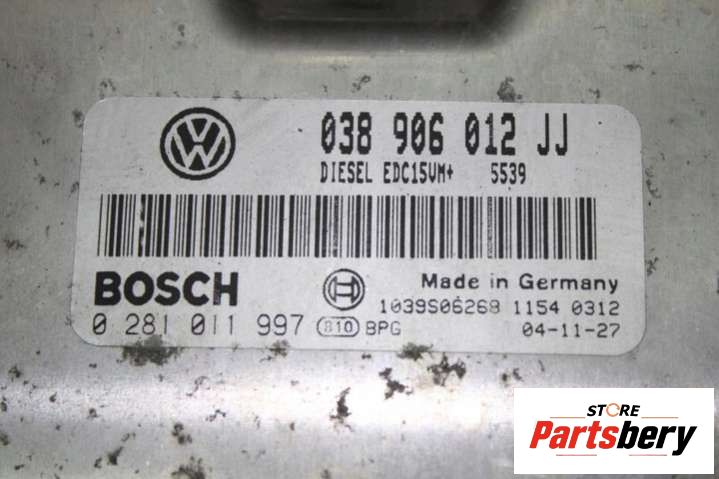 VW
038 906 012 JJ
DIESEL EDC15VM+ 5539
BOSCH
Made in Germany
1039S06268 1154 0312
0 281 011 997 810 BPG 04-11-27
STORE
Partsbery